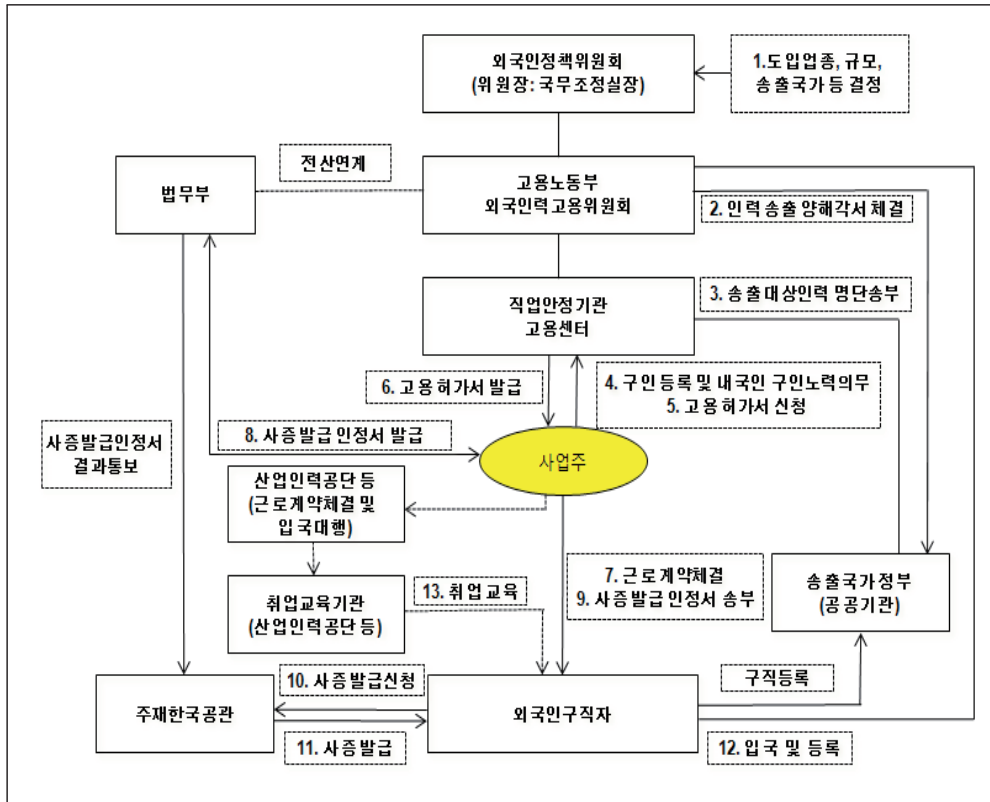 외국인정책위원회
(위원장: 국무조정실장)
1.도입업종, 규모,
송출국가 등 결정
전산연계
법무부
고용노동부
외국인력고용위원회
2. 인력송출 양해각서 체결
직업안정기관
고용센터
3. 송출대상인력 명단송부
6. 고용허가서 발급
4. 구인등록 및 내국인 구인노력의무
5. 고용허가서 신청
사증발급인정서
결과통보
8. 사증발급인정서 발급
사업주
산업인력공단 등
(근로계약체결 및
입국대행)
7. 근로계약체결
9. 사증발급인정서 송부
송출국가정부
(공공기관)
취업교육기관
(산업인력공단 등)
13. 취업교육
10. 사증발급신청
구직등록
주재한국공관
외국인구직자
11. 사증발급
12. 입국 및 등록